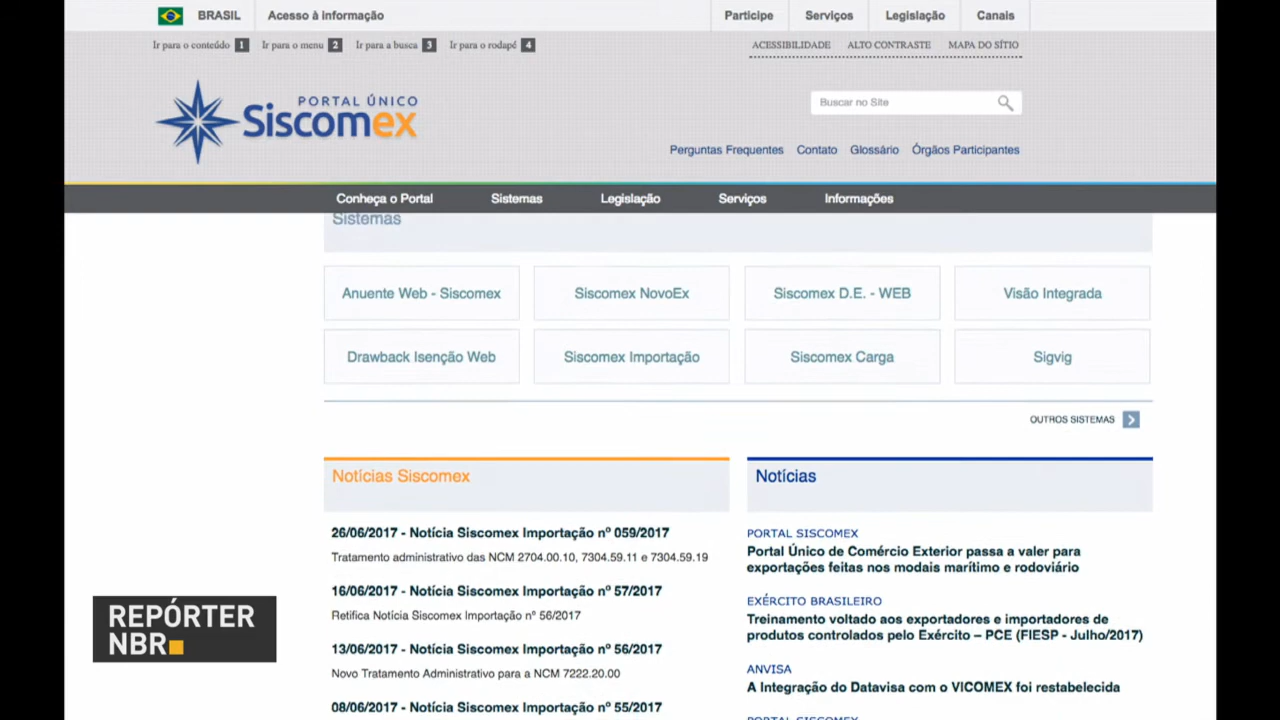 BRASIL Acesso à informação Participe Serviços Legislação Canais
Ir para o conteúdo 1 Ir para o menu 2 Ir para a busca 3 Ir para o rodapé 4 ACESSIBILIDADE ALTO CONTRASTE MAPA DO SÍTIO
PORTAL ÚNICO
Siscomex
Buscar no Site
Perguntas Frequentes Contato Glossário Órgãos Participantes
Conheça o Portal Sistemas Legislação Serviços Informações
Sistemas
Anuente Web - Siscomex Siscomex NovoEx Siscomex D.E. - WEB Visão Integrada
Drawback Isenção Web Siscomex Importação Siscomex Carga Sigvig
OUTROS SISTEMAS
Notícias Siscomex
26/06/2017 - Notícia Siscomex Importação nº 059/2017
Tratamento administrativo das NCM 2704.00.10, 7304.59.11 e 7304.59.19
16/06/2017 - Notícia Siscomex Importação nº 57/2017
Retifica Notícia Siscomex Importação nº 56/2017
13/06/2017 - Notícia Siscomex Importação nº 56/2017
Novo Tratamento Administrativo para a NCM 7222.20.00
08/06/2017 - Notícia Siscomex Importação nº 55/2017
Notícias
PORTAL SISCOMEX
Portal Único de Comércio Exterior passa a valer para
exportações feitas nos modais marítimo e rodoviário
EXÉRCITO BRASILEIRO
Treinamento voltado aos exportadores e importadores de
produtos controlados pelo Exército – PCE (FIESP - Julho/2017)
ANVISA
A Integração do Datavisa com o VICOMEX foi restabelecida
PORTAL SISCOMEX
REPÓRTER
NBR